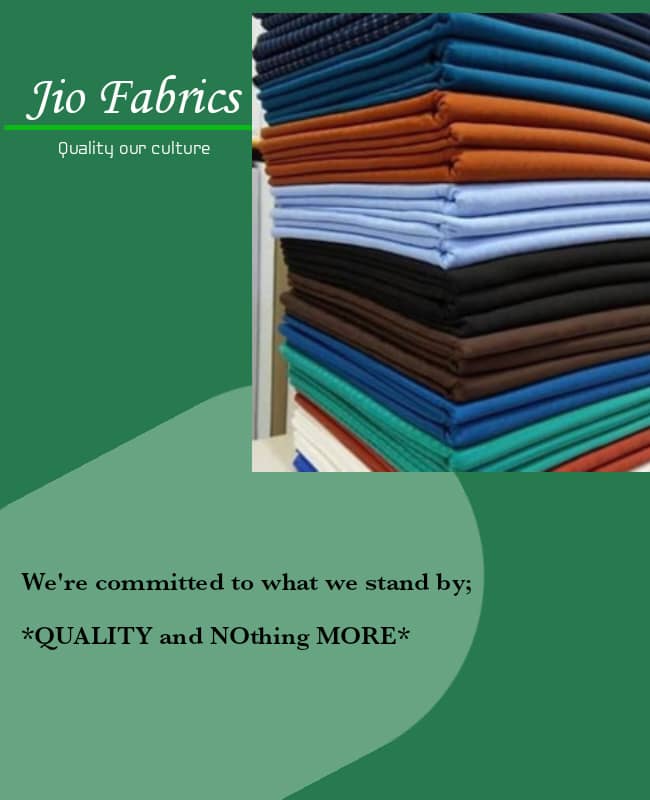 Jio Fabrics
Quality our culture
We're committed to what we stand by;
*QUALITY and NOthing MORE*